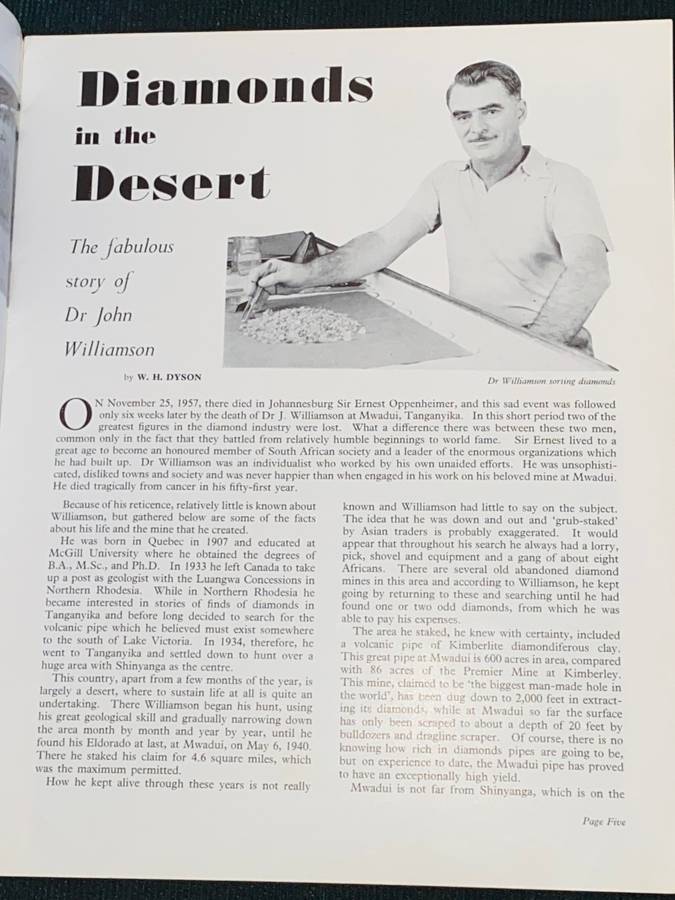 Diamonds
in the
Desert
The fabulous
story of
Dr John
Williamson
by W. H. DYSON
Dr Williamson sorting diamonds
ON November 25, 1957, there died in Johannesburg Sir Ernest Oppenheimer, and this sad event was followed
only six weeks later by the death of Dr J. Williamson at Mwadui, Tanganyika. In this short period two of the
greatest figures in the diamond industry were lost. What a difference there was between these two men,
common only in the fact that they battled from relatively humble beginnings to world fame. Sir Ernest lived to a
great age to become an honoured member of South African society and a leader of the enormous organizations which
he had built up. Dr Williamson was an individualist who worked by his own unaided efforts. He was unsophisti-
cated, disliked towns and society and was never happier than when engaged in his work on his beloved mine at Mwadui.
He died tragically from cancer in his fifty-first year.
Because of his reticence, relatively little is known about
Williamson, but gathered below are some of the facts
about his life and the mine that he created.
He was born in Quebec in 1907 and educated at
McGill University where he obtained the degrees of
B.A., M.Sc., and Ph.D. In 1933 he left Canada to take
up a post as geologist with the Luangwa Concessions in
Northern Rhodesia. While in Northern Rhodesia he
became interested in stories of finds of diamonds in
Tanganyika and before long decided to search for the
volcanic pipe which he believed must exist somewhere
to the south of Lake Victoria. In 1934, therefore, he
went to Tanganyika and settled down to hunt over a
huge area with Shinyanga as the centre.
This country, apart from a few months of the year, is
largely a desert, where to sustain life at all is quite an
undertaking. There Williamson began his hunt, using
his great geological skill and gradually narrowing down
the area month by month and year by year, until he
found his Eldorado at last, at Mwadui, on May 6, 1940.
There he staked his claim for 4.6 square miles, which
was the maximum permitted.
How he kept alive through these years is not really
known and Williamson had little to say on the subject.
The idea that he was down and out and 'grub-staked'
by Asian traders is probably exaggerated. It would
appear that throughout his search he always had a lorry,
pick, shovel and equipment and a gang of about eight
Africans. There are several old abandoned diamond
mines in this area and according to Williamson, he kept
going by returning to these and searching until he had
found one or two odd diamonds, from which he was
able to pay his expenses.
The area he staked, he knew with certainty, included
a volcanic pipe of Kimberlite diamondiferous clay.
This great pipe at Mwadui is 600 acres in area, compared
with 86 acres of the Premier Mine at Kimberley.
This mine, claimed to be 'the biggest man-made hole in
the world', has been dug down to 2,000 feet in extract-
ing its diamonds, while at Mwadui so far the surface
has only been scraped to about a depth of 20 feet by
bulldozers and dragline scraper. Of course, there is no
knowing how rich in diamonds pipes are going to be,
but on experience to date, the Mwadui pipe has proved
to have an exceptionally high yield.
Mwadui is not far from Shinyanga, which is on the
Page Five